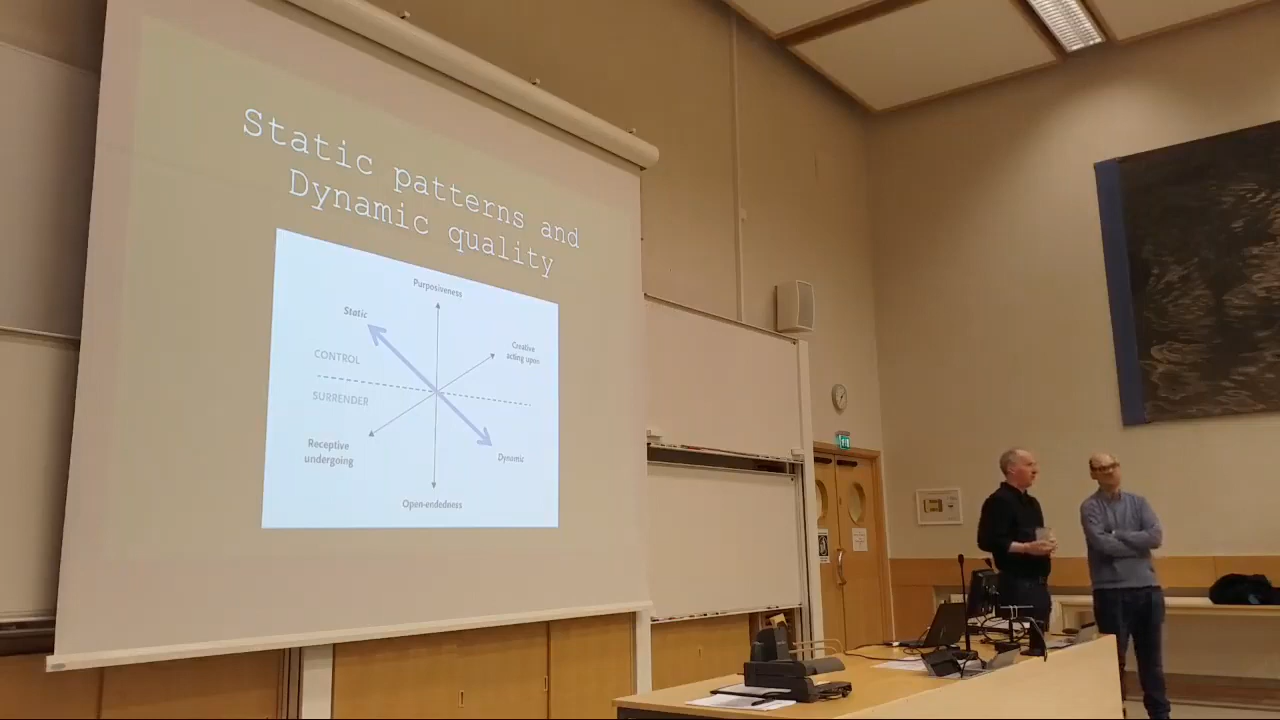 Static patterns and
Dynamic quality
Purposiveness
Static
Creative
acting upon
CONTROL
SURRENDER
Receptive
undergoing
Dynamic
Open-endedness